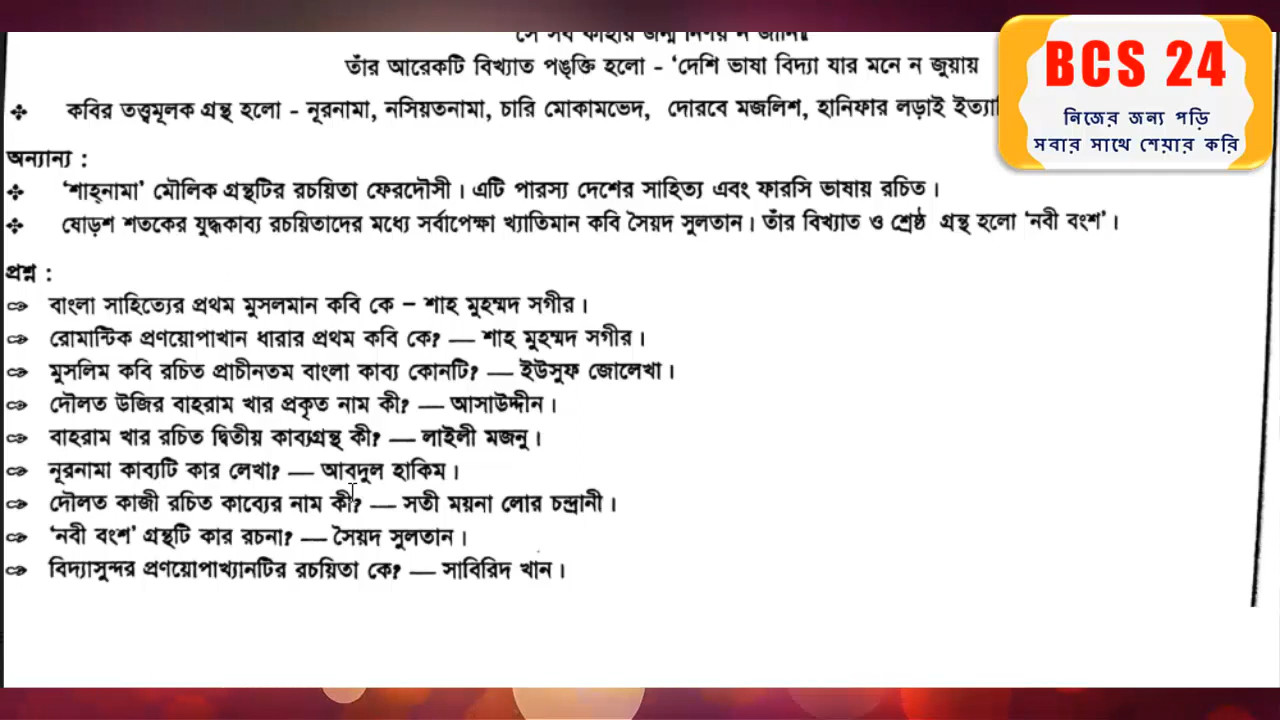 সে সব কাহার জন্ম নির্ণয় ন জানি॥
তাঁর আরেকটি বিখ্যাত পঙ্ক্তি হলো - ‘দেশি ভাষা বিদ্যা যার মনে ন জুয়ায়
❖ কবির তত্ত্বমূলক গ্রন্থ হলো - নূরনামা, নসিয়তনামা, চারি মোকামভেদ, দোরবে মজলিশ, হানিফার লড়াই
অন্যান্য :
❖ ‘শাহ্‌নামা’ মৌলিক গ্রন্থটির রচয়িতা ফেরদৌসী। এটি পারস্য দেশের সাহিত্য এবং ফারসি ভাষায় রচিত।
❖ ষোড়শ শতকের যুদ্ধকাব্য রচয়িতাদের মধ্যে সর্বাপেক্ষা খ্যাতিমান কবি সৈয়দ সুলতান। তাঁর বিখ্যাত ও শ্রেষ্ঠ গ্রন্থ হলো ‘নবী বংশ’।
প্রশ্ন :
বাংলা সাহিত্যের প্রথম মুসলমান কবি কে – শাহ মুহম্মদ সগীর।
রোমান্টিক প্রণয়োপাখান ধারার প্রথম কবি কে? — শাহ মুহম্মদ সগীর।
মুসলিম কবি রচিত প্রাচীনতম বাংলা কাব্য কোনটি? — ইউসুফ জোলেখা।
দৌলত উজির বাহরাম খার প্রকৃত নাম কী? — আসাউদ্দীন।
বাহরাম খার রচিত দ্বিতীয় কাব্যগ্রন্থ কী? — লাইলী মজনু।
নূরনামা কাব্যটি কার লেখা? — আবদুল হাকিম।
দৌলত কাজী রচিত কাব্যের নাম কী? — সতী ময়না লোর চন্দ্রানী।
‘নবী বংশ’ গ্রন্থটি কার রচনা? — সৈয়দ সুলতান।
বিদ্যাসুন্দর প্রণয়োপাখ্যানটির রচয়িতা কে? — সাবিরিদ খান।
BCS 24
নিজের জন্য পড়ি
সবার সাথে শেয়ার করি